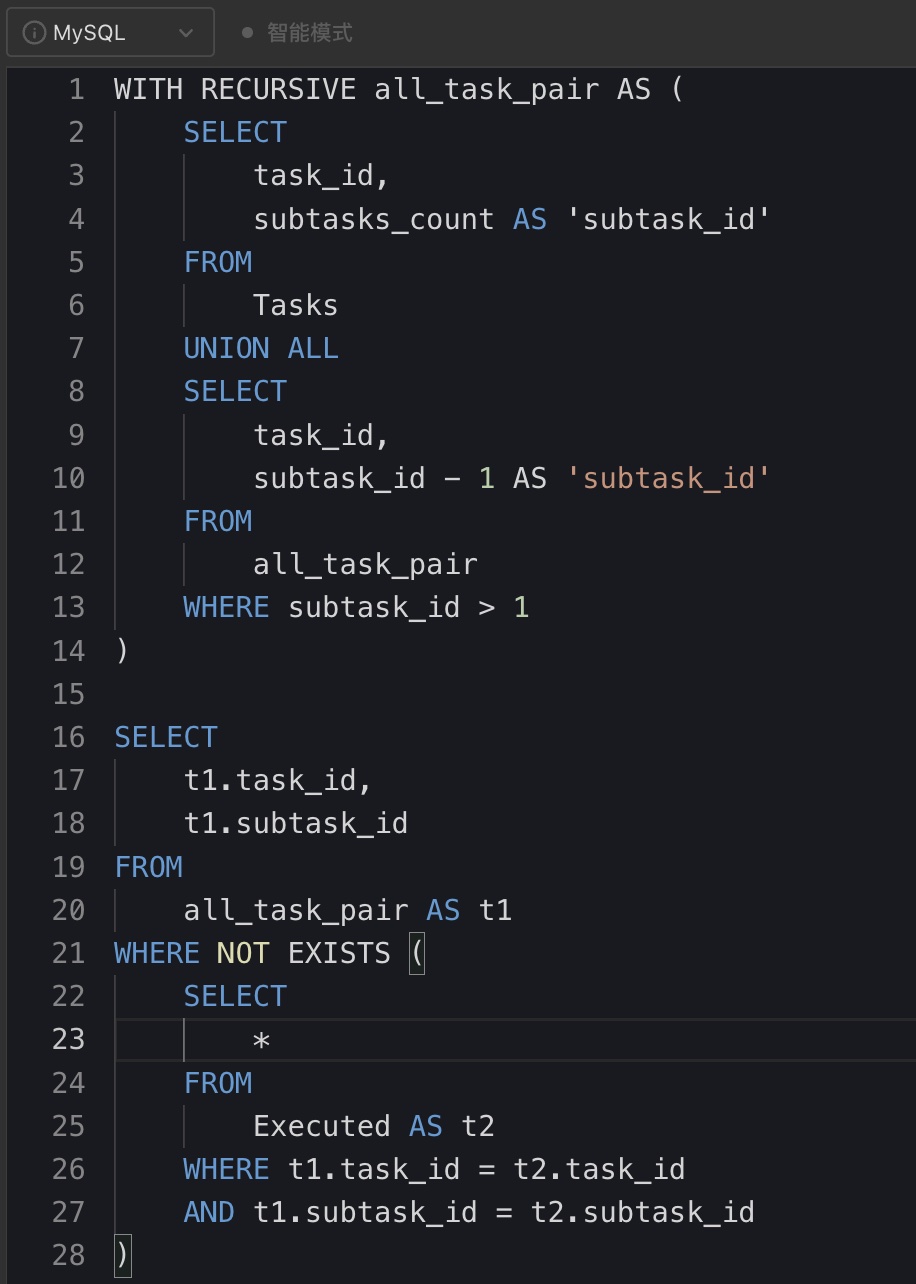 MySQL
智能模式
1 WITH RECURSIVE all_task_pair AS (
2 SELECT
3 task_id,
4 subtasks_count AS 'subtask_id'
5 FROM
6 Tasks
7 UNION ALL
8 SELECT
9 task_id,
10 subtask_id - 1 AS 'subtask_id'
11 FROM
12 all_task_pair
13 WHERE subtask_id > 1
14 )
15
16 SELECT
17 t1.task_id,
18 t1.subtask_id
19 FROM
20 all_task_pair AS t1
21 WHERE NOT EXISTS (
22 SELECT
23 *
24 FROM
25 Executed AS t2
26 WHERE t1.task_id = t2.task_id
27 AND t1.subtask_id = t2.subtask_id
28 )